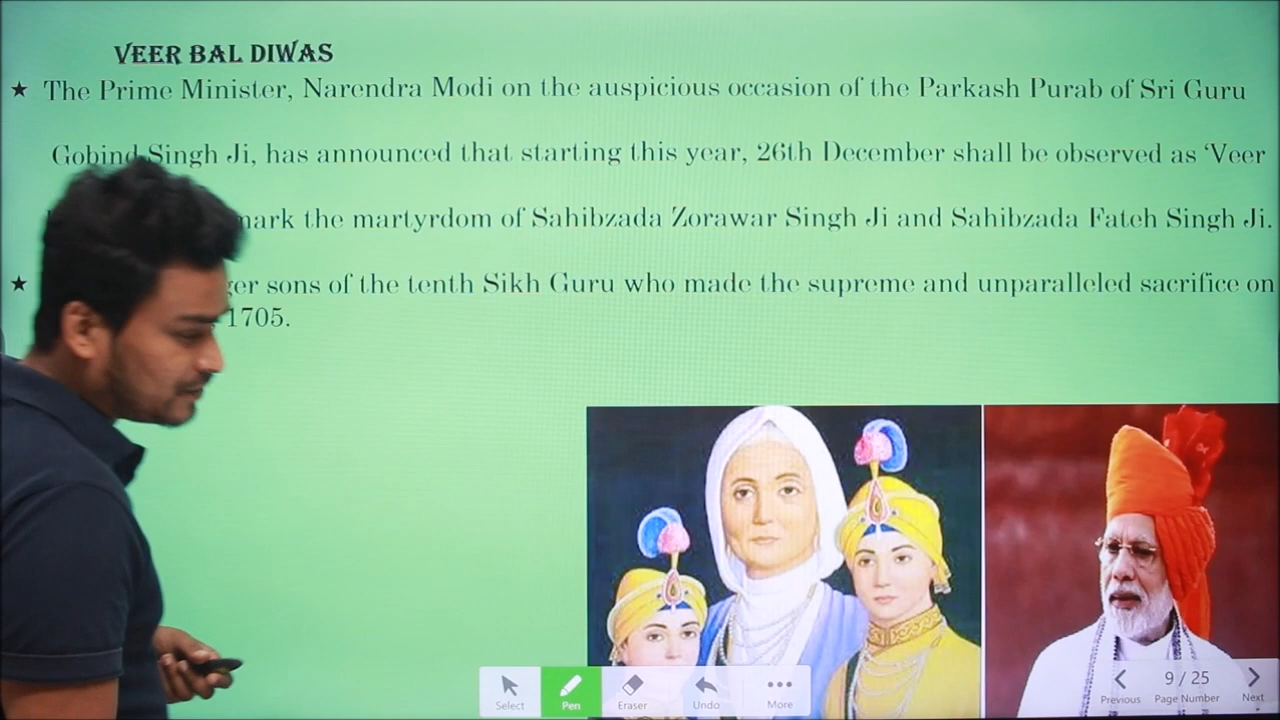 VEER BAL DIWAS
★ The Prime Minister, Narendra Modi on the auspicious occasion of the Parkash Purab of Sri Guru
Gobind Singh Ji, has announced that starting this year, 26th December shall be observed as ‘Veer
mark the martyrdom of Sahibzada Zorawar Singh Ji and Sahibzada Fateh Singh Ji.
★ sons of the tenth Sikh Guru who made the supreme and unparalleled sacrifice on
1705.
Select Pen Eraser Undo More
9 / 25
Previous Page Number Next